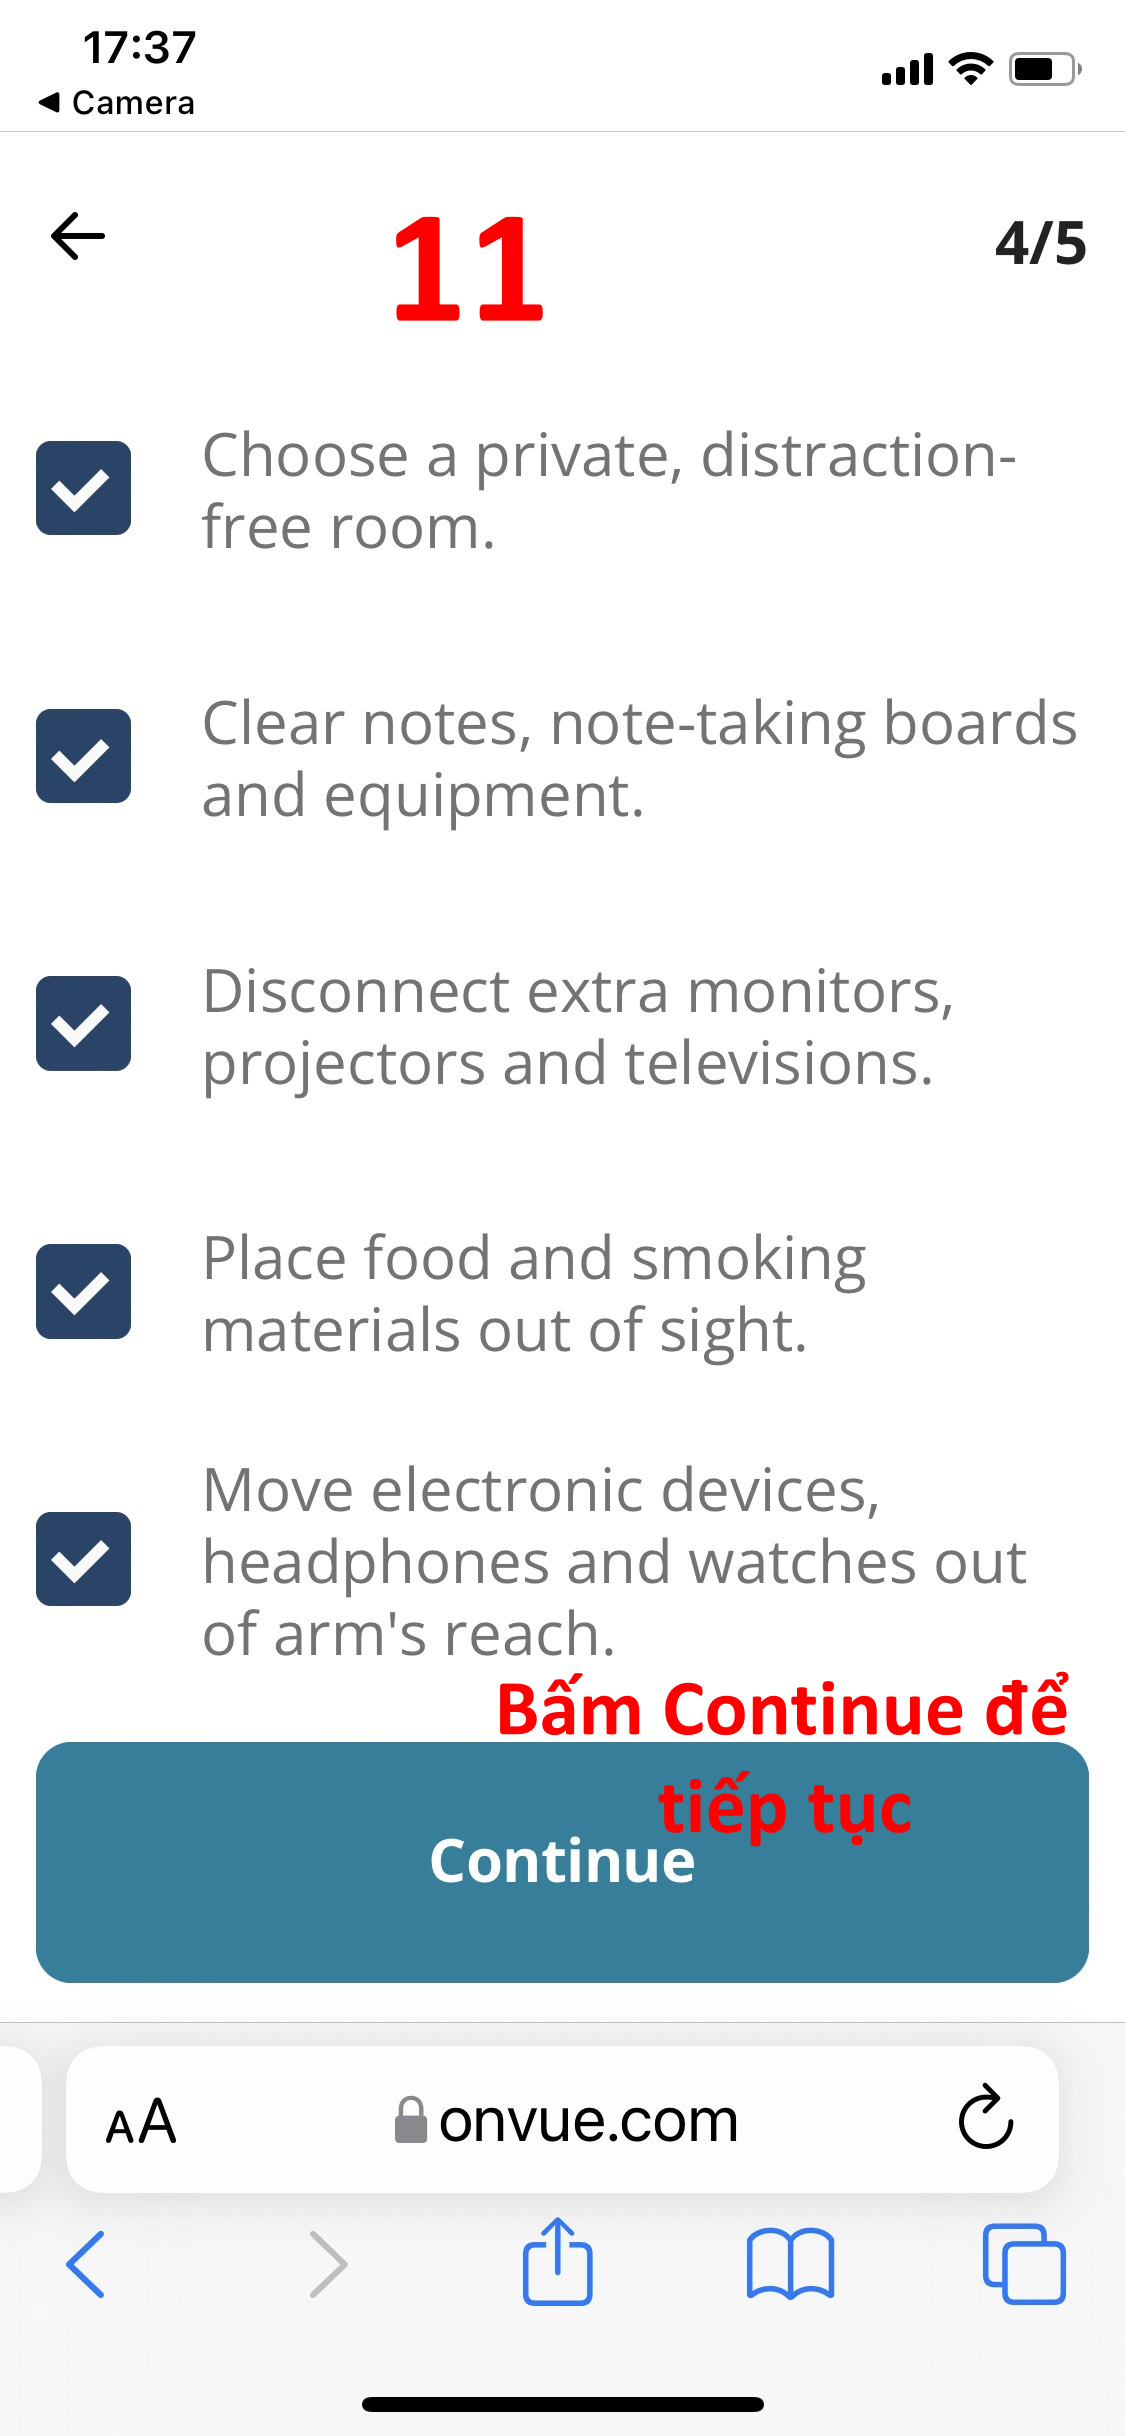 17:37
Camera
11
4/5
Choose a private, distraction-
free room.
Clear notes, note-taking boards
and equipment.
Disconnect extra monitors,
projectors and televisions.
Place food and smoking
materials out of sight.
Move electronic devices,
headphones and watches out
of arm's reach.
Bấm Continue để
tiếp tục
Continue
AA
onvue.com